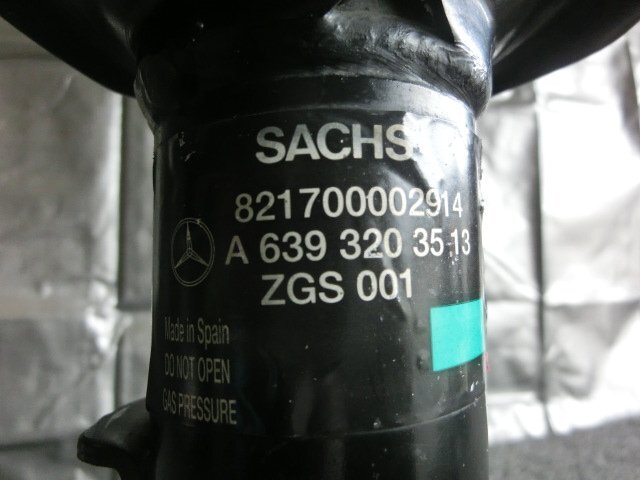 SACHS
821700002914
A 639 320 35 13
ZGS 001
Made in Spain
DO NOT OPEN
GAS PRESSURE